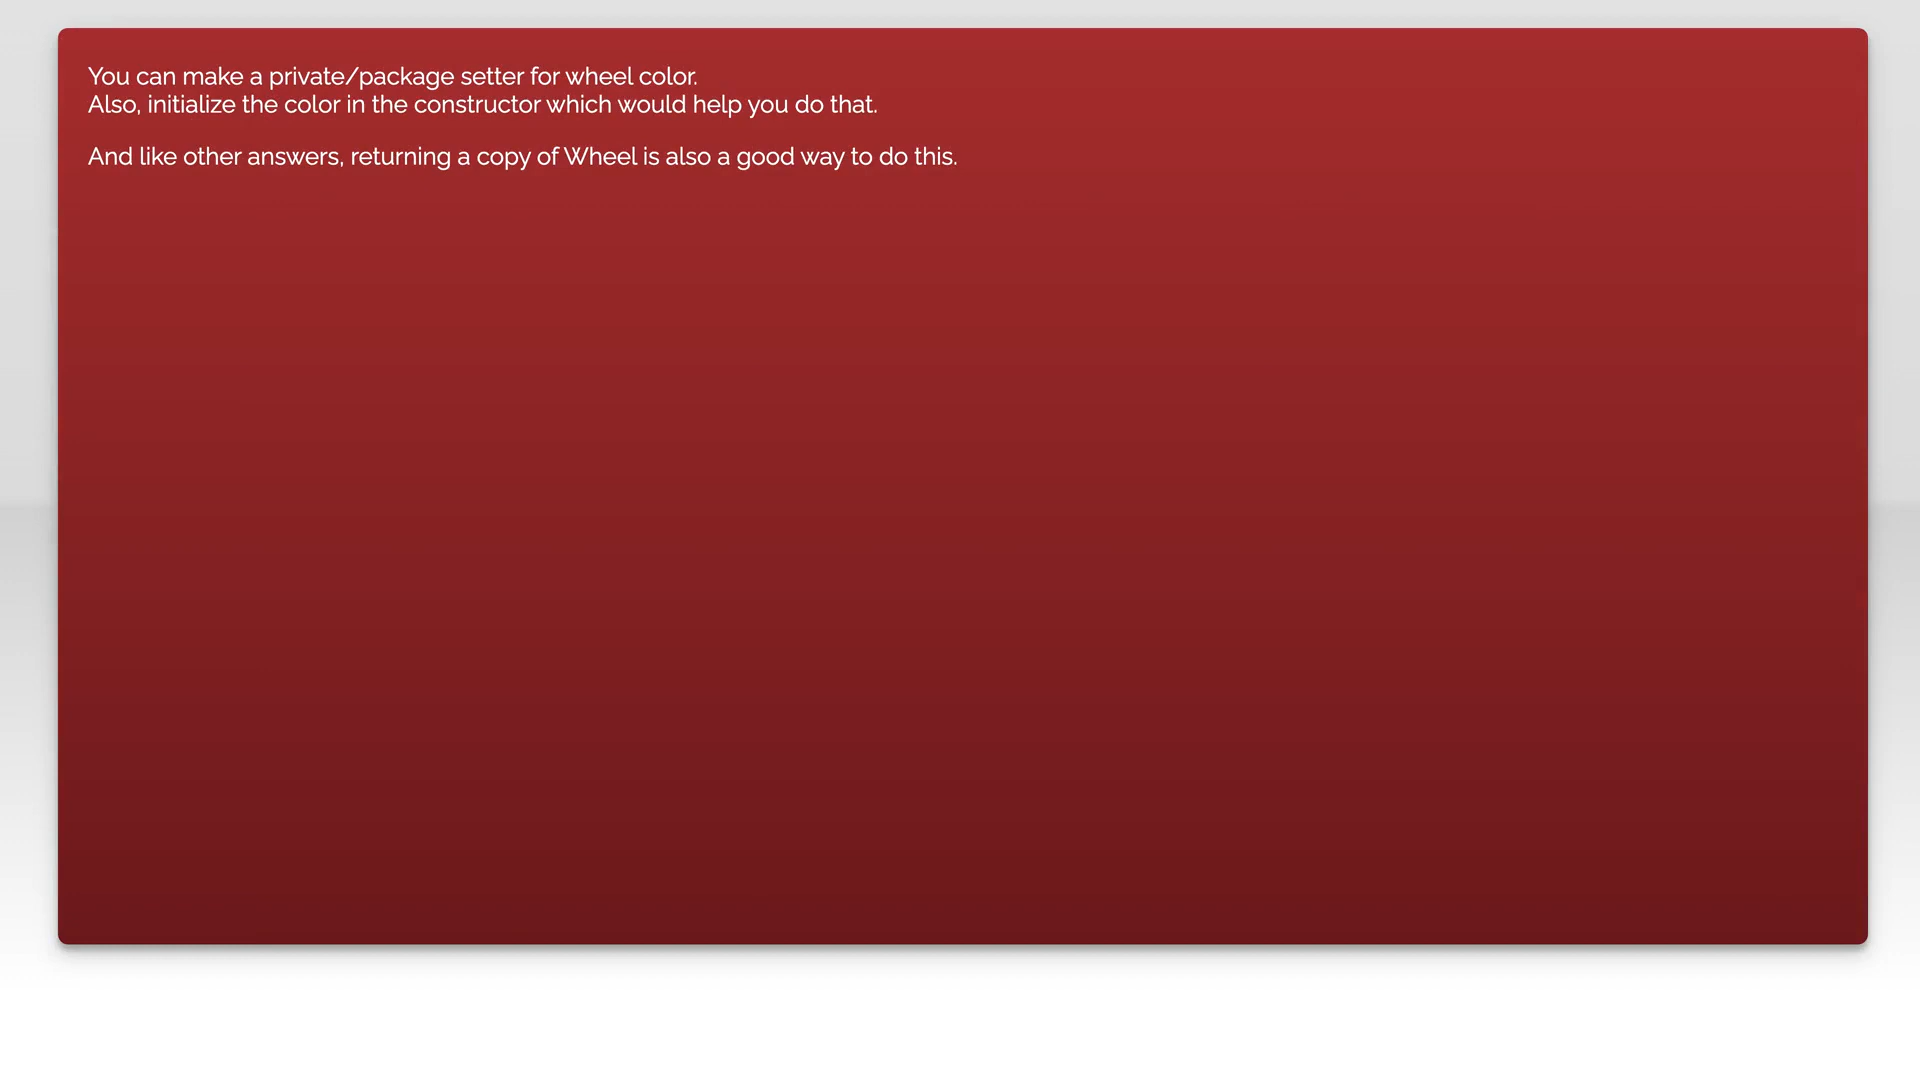 You can make a private/package setter for wheel color.
Also, initialize the color in the constructor which would help you do that.
And like other answers, returning a copy of Wheel is also a good way to do this.